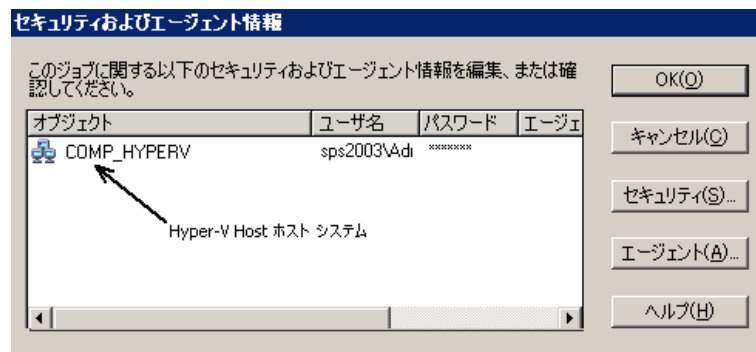 セキュリティおよびエージェント情報
このジョブに関する以下のセキュリティおよびエージェント情報を編集、または確
認してください。
オブジェクト ユーザ名 パスワード エージェ
COMP_HYPERV sps2003\Adı ******* 
Hyper-V Host ホスト システム
OK(O)
キャンセル(C)
セキュリティ(S)...
エージェント(A)...
ヘルプ(H)